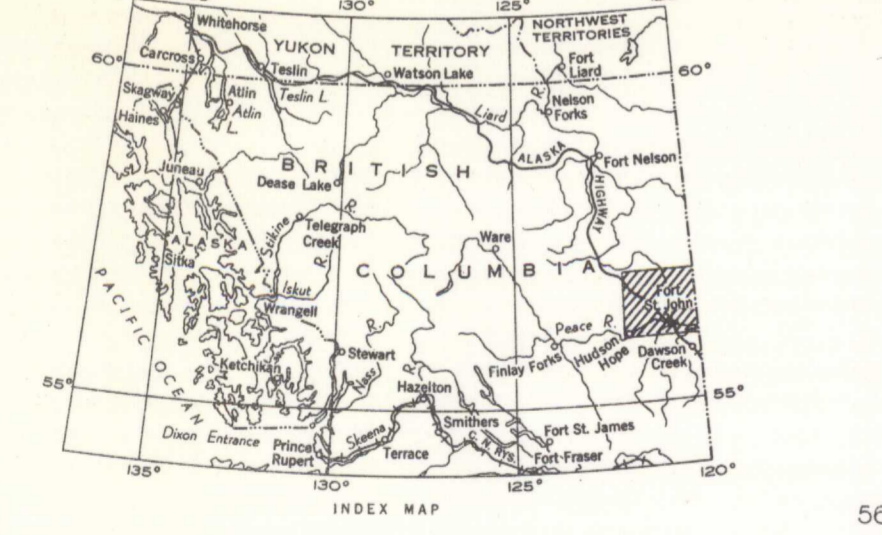 130°
125°
Whitehorse
NORTHWEST
TERRITORIES
YUKON
TERRITORY
Carcross
60°
Teslin
Watson Lake
Fort
Liard
60°
Skagway
Atlin
Teslin L.
R.
Nelson
Forks
Haines
Atlin
L.
Liard
ALASKA
HIGHWAY
Fort Nelson
Juneau
BRITISH
Dease Lake
R.
Stikine
Telegraph
Creek
ALASKA
Sitka
R.
Ware
COLUMBIA
PACIFIC OCEAN
Iskut
Wrangell
Fort
St. John
R.
Peace R.
Stewart
Finlay Forks
Hudson
Hope
Dawson
Creek
Ketchikan
Nass
R.
55°
Hazelton
55°
Dixon Entrance
Prince
Rupert
Skeena
Terrace
Smithers
C. N. RYS.
Fort St. James
Fort Fraser
135°
130°
125°
120°
INDEX MAP
56